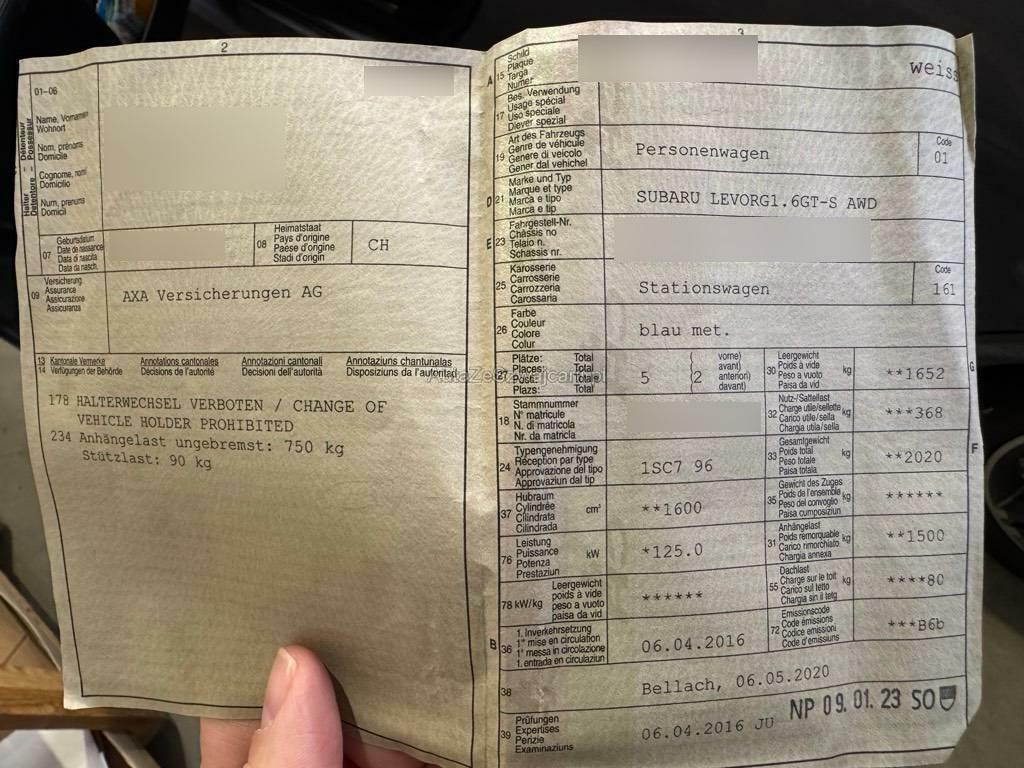 2
01-06
Halter
Détenteur
Detentore
Possessur
Name, Vornamen
Wohnort
Nom, prénoms
Domicile
Cognome, nomi
Domicilio
Num, prenums
Domicil
07
Geburtsdatum
Date de naissance
Data di nascita
Data da nasch.
08
Heimatstaat
Pays d'origine
Paese d'origine
Stadi d'origin
CH
09
Versicherung
Assurance
Assicurazione
Assicuranza
AXA Versicherungen AG
13 Kantonale Vermerke Annotations cantonales Annotazioni cantonali Annotaziuns chantunalas
14 Verfügungen der Behörde Décisions de l'autorité Decisioni dell'autorità Disposiziuns da l'autoritad
178 HALTERWECHSEL VERBOTEN / CHANGE OF
VEHICLE HOLDER PROHIBITED
234 Anhängelast ungebremst: 750 kg
Stützlast: 90 kg
3
A 15
Schild
Plaque
Targa
Numer
weiss
17
Bes. Verwendung
Usage spécial
Uso speciale
Diever spezial
19
Art des Fahrzeugs
Genre de véhicule
Genere di veicolo
Gener dal vehichel
Personenwagen
Code
01
D 21
Marke und Typ
Marque et type
Marca e tipo
Marca e tip
SUBARU LEVORG1.6GT-S AWD
E 23
Fahrgestell-Nr.
Châssis no
Telaio n.
Schassis nr.
25
Karosserie
Carrosserie
Carrozzeria
Carossaria
Stationswagen
Code
161
26
Farbe
Couleur
Colore
Colur
blau met.
Plätze: Total
Places: Total
Posti: Total
Plazs: Total
5
2
vorne)
avant)
anteriori)
davant)
30
Leergewicht
Poids à vide
Peso a vuoto
Paisa da vid
kg
**1652
G
18
Stammnummer
N° matricule
N. di matricola
Nr. da matricla
32
Nutz-/Sattellast
Charge utile/sellette
Carico utile/sella
Chargia utila/sella
kg
***368
24
Typengenehmigung
Réception par type
Approvazione del tipo
Approvaziun dal tip
1SC7 96
33
Gesamtgewicht
Poids total
Peso totale
Paisa totala
kg
**2020
F
37
Hubraum
Cylindrée
Cilindrata
Cilindrada
cm³
**1600
35
Gewicht des Zuges
Poids de l'ensemble
Peso del convoglio
Paisa cumposiziun
kg
******
76
Leistung
Puissance
Potenza
Prestaziun
kW
*125.0
31
Anhängelast
Poids remorquable
Carico rimorchiato
Chargia annexa
kg
**1500
78 kW/kg
Leergewicht
poids à vide
peso a vuoto
paisa da vid
******
55
Dachlast
Charge sur le toit
Carico sul tetto
Chargia sin il tetg
kg
****80
B 36
1. Inverkehrsetzung
1re mise en circulation
1a messa in circolazione
1. entrada en circulaziun
06.04.2016
72
Emissionscode
Code émissions
Codice emissioni
Code d'emissiuns
***B6b
38
Bellach, 06.05.2020
39
Prüfungen
Expertises
Perizie
Examinaziuns
06.04.2016 JU
NP 09.01.23 SO